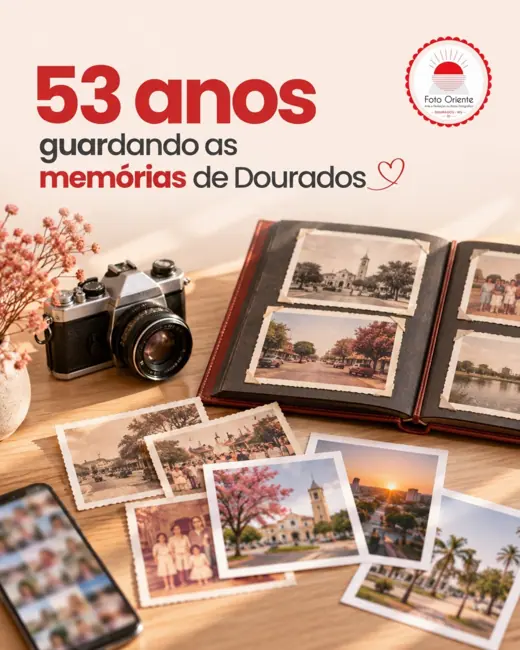 53 anos
guardando as
memórias de Dourados
Foto Oriente